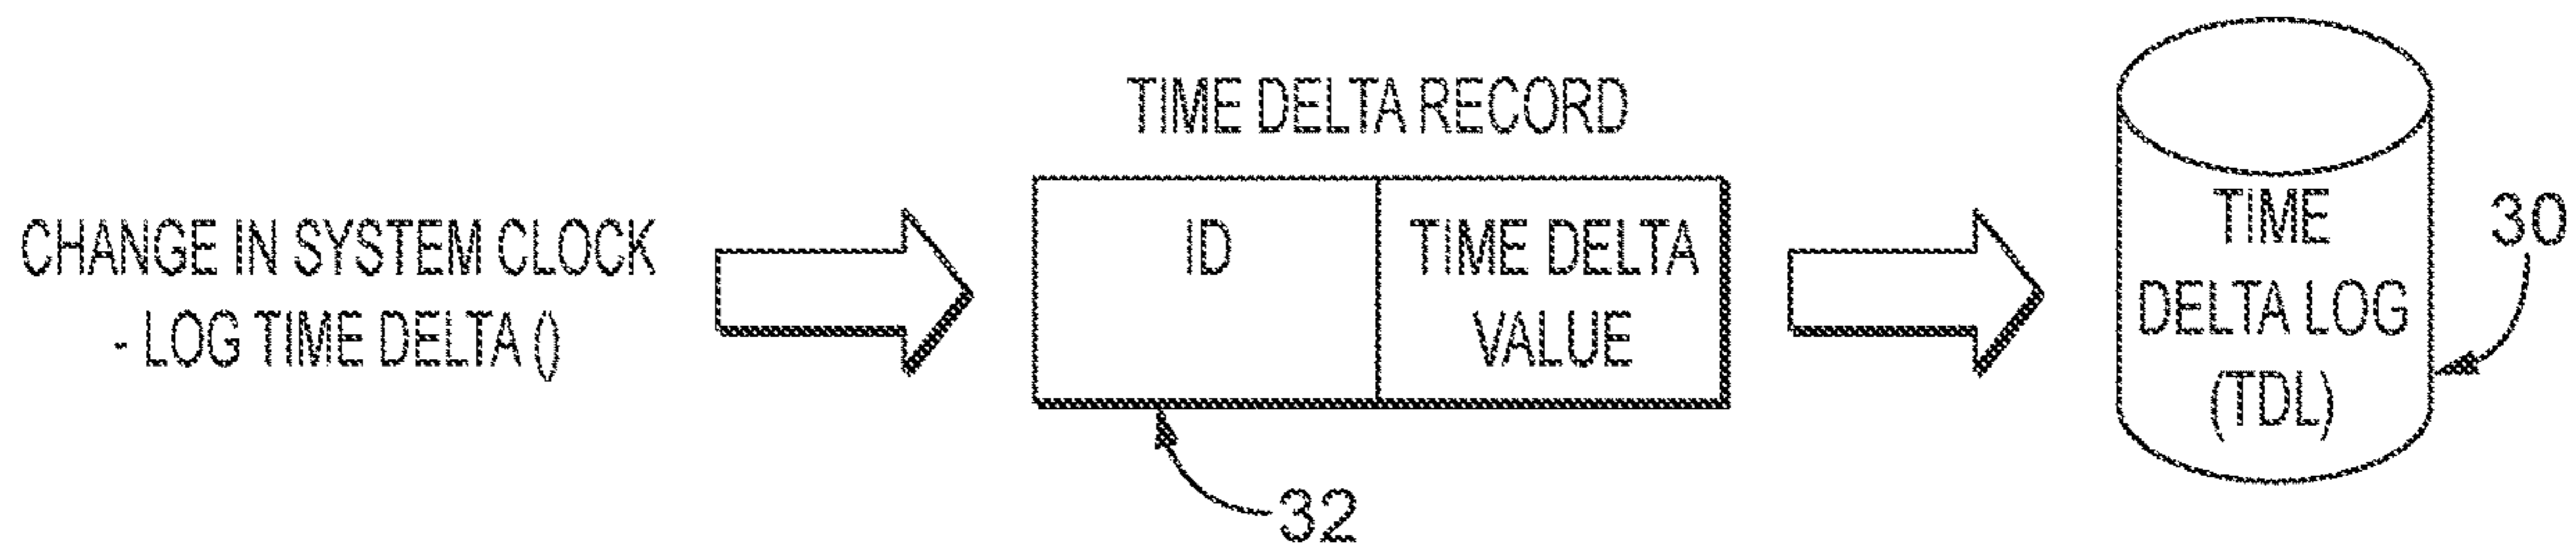 TIME DELTA RECORD
CHANGE IN SYSTEM CLOCK
- LOG TIME DELTA ()
ID
TIME DELTA
VALUE
32
TIME
DELTA LOG
(TDL)
30